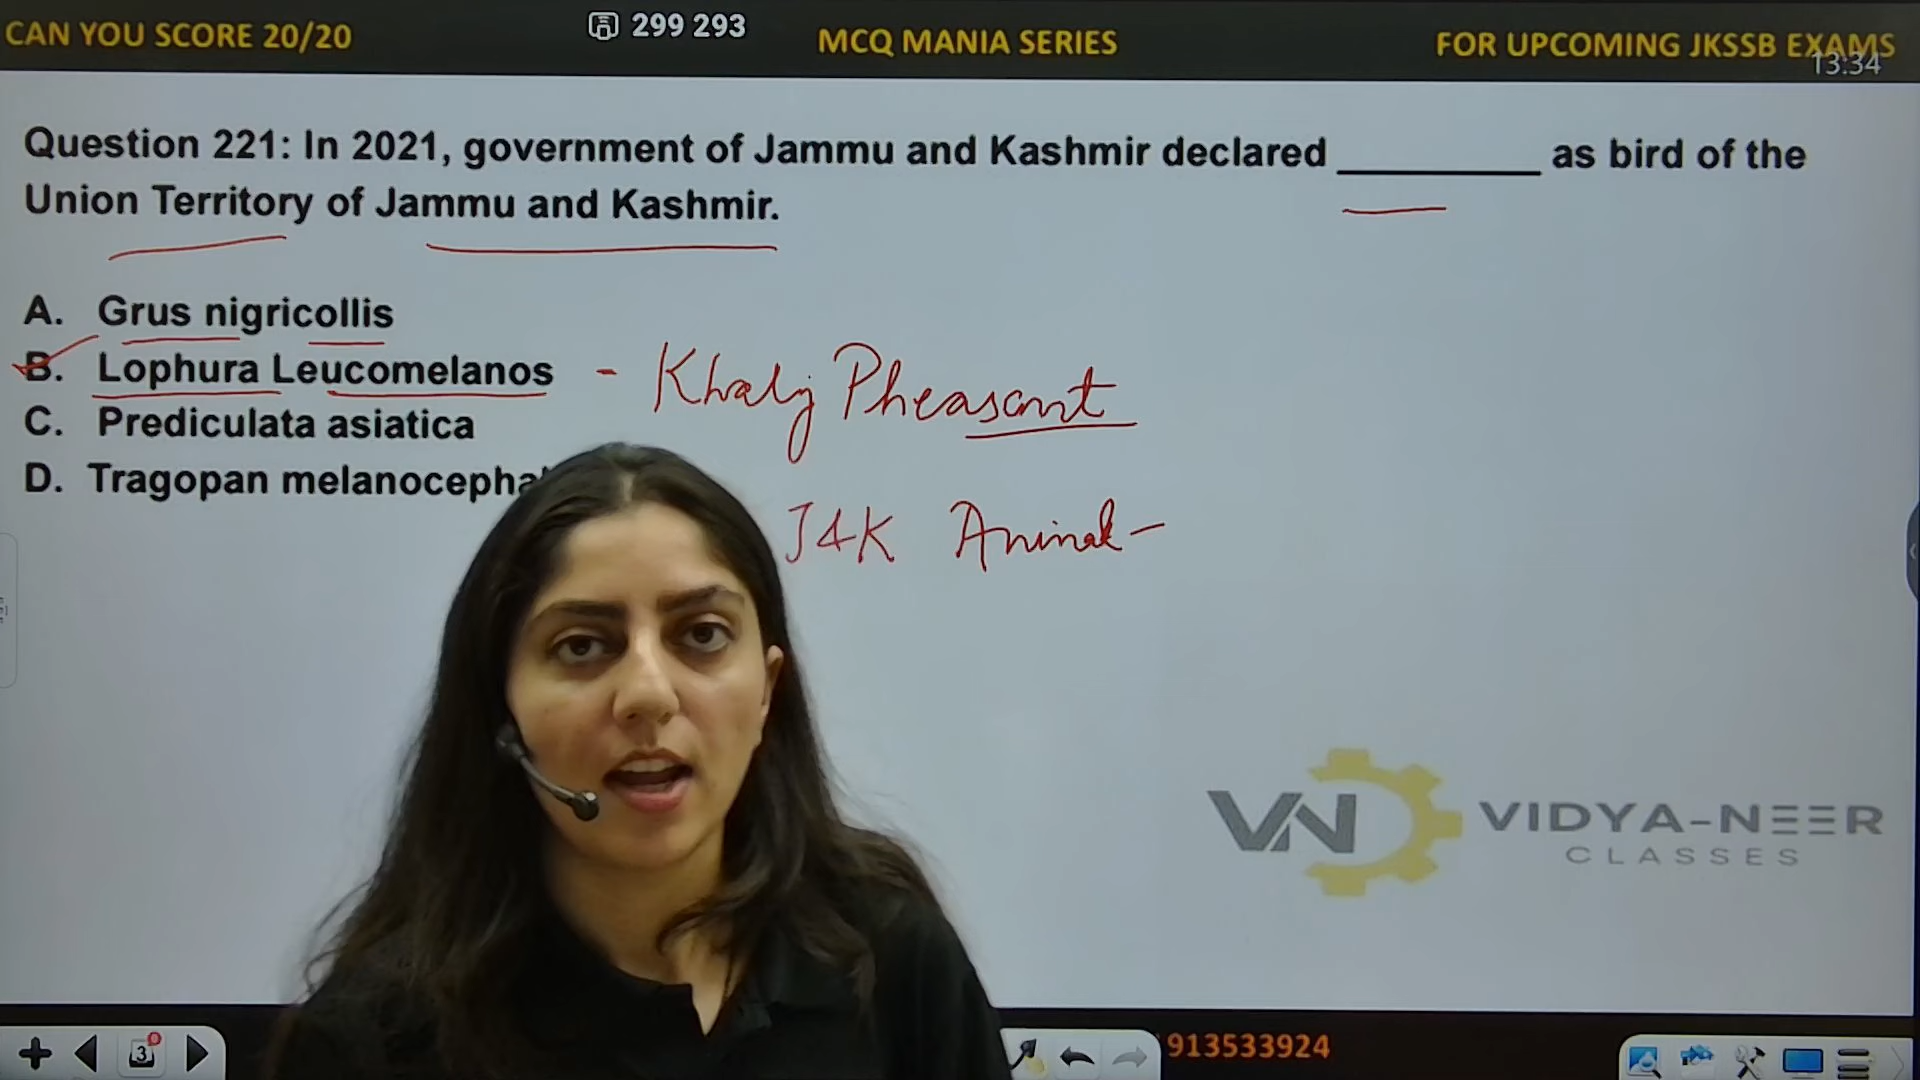 CAN YOU SCORE 20/20
299 293
MCQ MANIA SERIES
FOR UPCOMING JKSSB EXAMS
13:34
Question 221: In 2021, government of Jammu and Kashmir declared __________ as bird of the
Union Territory of Jammu and Kashmir.
A. Grus nigricollis
B. Lophura Leucomelanos - Khalij Pheasant
C. Prediculata asiatica
D. Tragopan melanocepha
J&K Animal -
VN VIDYA-NEER
CLASSES
3
913533924